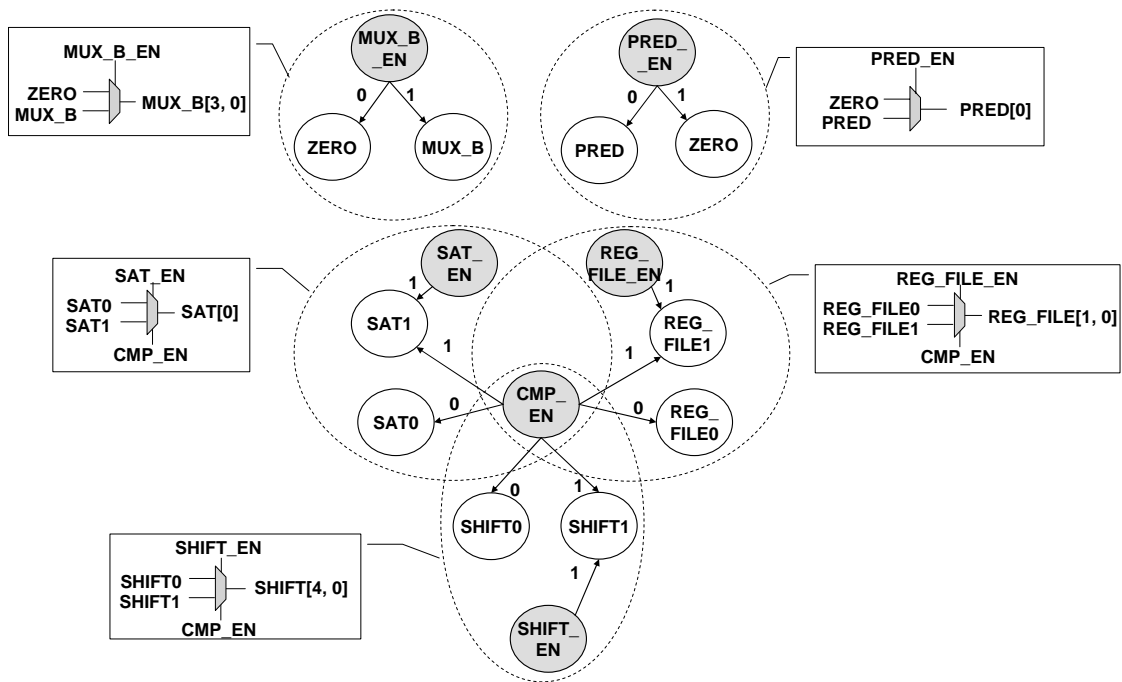 MUX_B_EN
ZERO
MUX_B
MUX_B[3, 0]
MUX_B
_EN
0
1
ZERO
MUX_B
PRED_
_EN
0
1
PRED
ZERO
PRED_EN
ZERO
PRED
PRED[0]
SAT_EN
SAT0
SAT1
SAT[0]
CMP_EN
SAT_
EN
1
SAT1
1
0
SAT0
REG_
FILE_EN
1
REG_
FILE1
1
0
REG_
FILE0
CMP_
EN
REG_FILE_EN
REG_FILE0
REG_FILE1
REG_FILE[1, 0]
CMP_EN
0
1
SHIFT0
SHIFT1
1
SHIFT_
EN
SHIFT_EN
SHIFT0
SHIFT1
SHIFT[4, 0]
CMP_EN